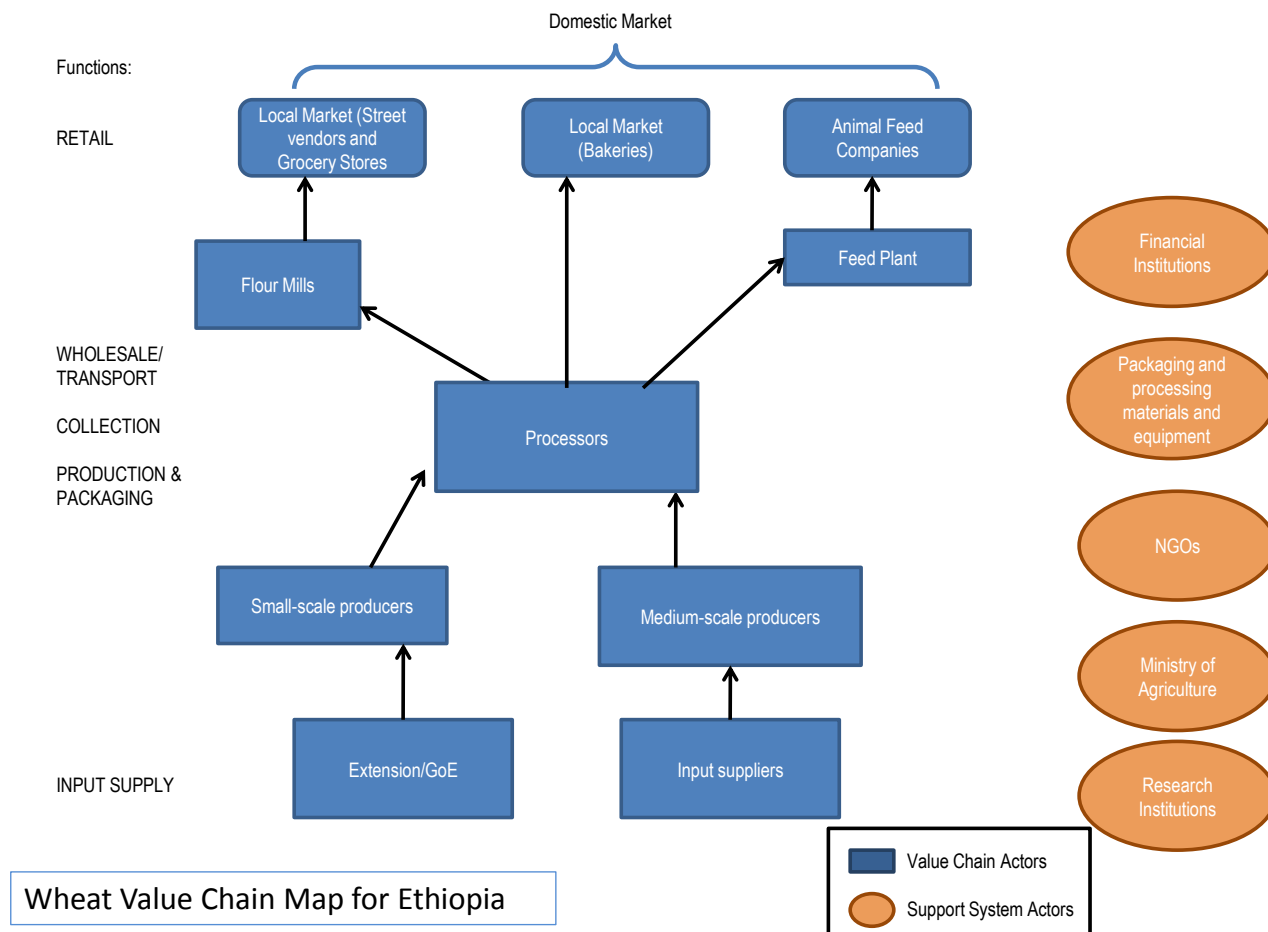 Domestic Market
Functions:
RETAIL
Local Market (Street
vendors and
Grocery Stores
Local Market
(Bakeries)
Animal Feed
Companies
Flour Mills
Feed Plant
Financial
Institutions
WHOLESALE/
TRANSPORT
COLLECTION
PRODUCTION &
PACKAGING
Processors
Packaging and
processing
materials and
equipment
Small-scale producers
Medium-scale producers
NGOs
Ministry of
Agriculture
INPUT SUPPLY
Extension/GoE
Input suppliers
Research
Institutions
Value Chain Actors
Support System Actors
Wheat Value Chain Map for Ethiopia